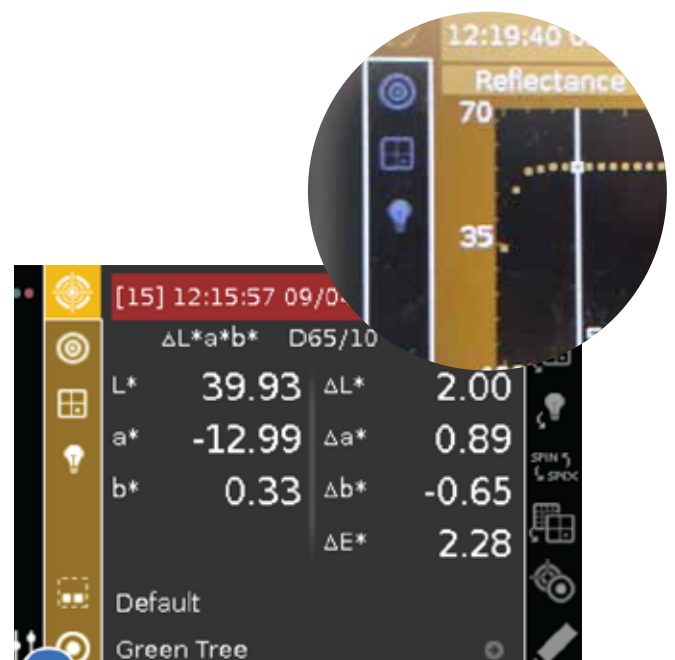 12:19:40
Reflectance
70
35
[15] 12:15:57 09/0
ΔL*a*b* D65/10
L* 39.93 ΔL* 2.00
a* -12.99 Δa* 0.89
b* 0.33 Δb* -0.65
ΔE* 2.28
SPIN
SPEX
Default
Green Tree